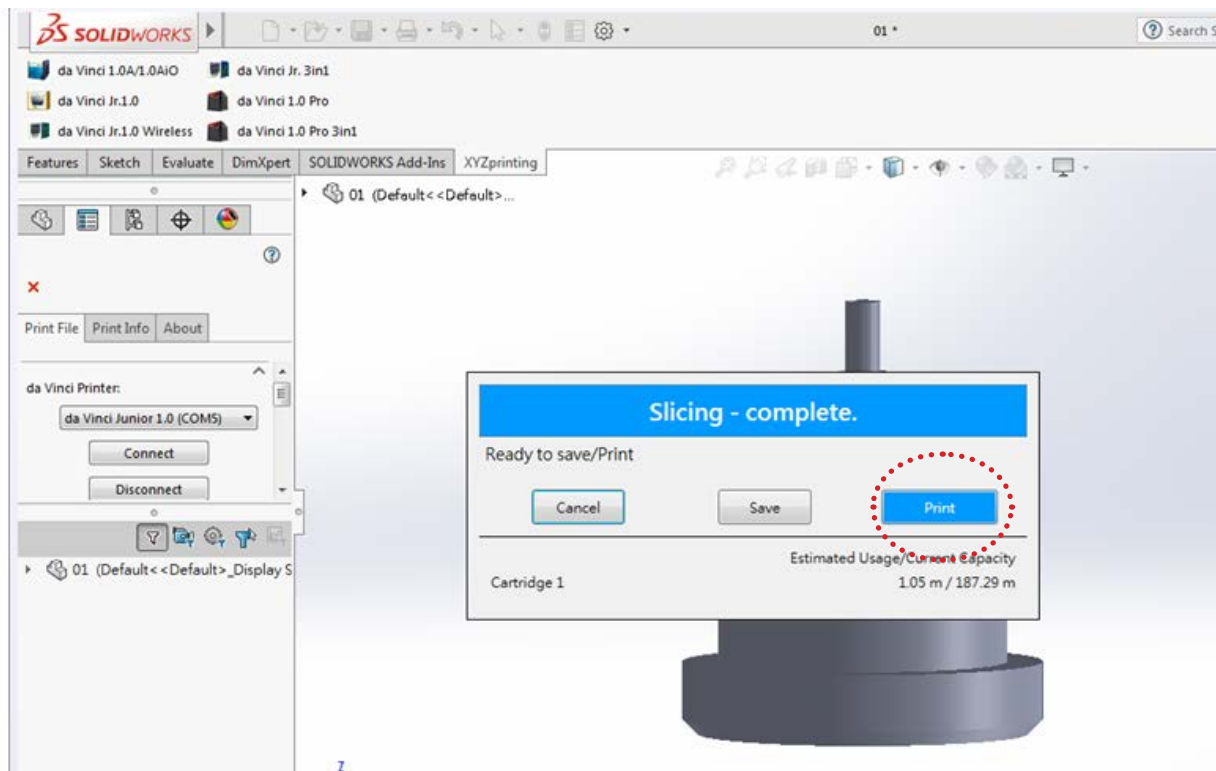 SOLIDWORKS
01 *
Search S
da Vinci 1.0A/1.0AiO
da Vinci Jr. 3in1
da Vinci Jr.1.0
da Vinci 1.0 Pro
da Vinci Jr.1.0 Wireless
da Vinci 1.0 Pro 3in1
Features Sketch Evaluate DimXpert SOLIDWORKS Add-Ins XYZprinting
01 (Default<<Default>...
Print File Print Info About
da Vinci Printer:
da Vinci Junior 1.0 (COM5)
Connect
Disconnect
01 (Default<<Default>_Display S
Slicing - complete.
Ready to save/Print
Cancel Save Print
Estimated Usage/Current Capacity
Cartridge 1 1.05 m / 187.29 m
Z